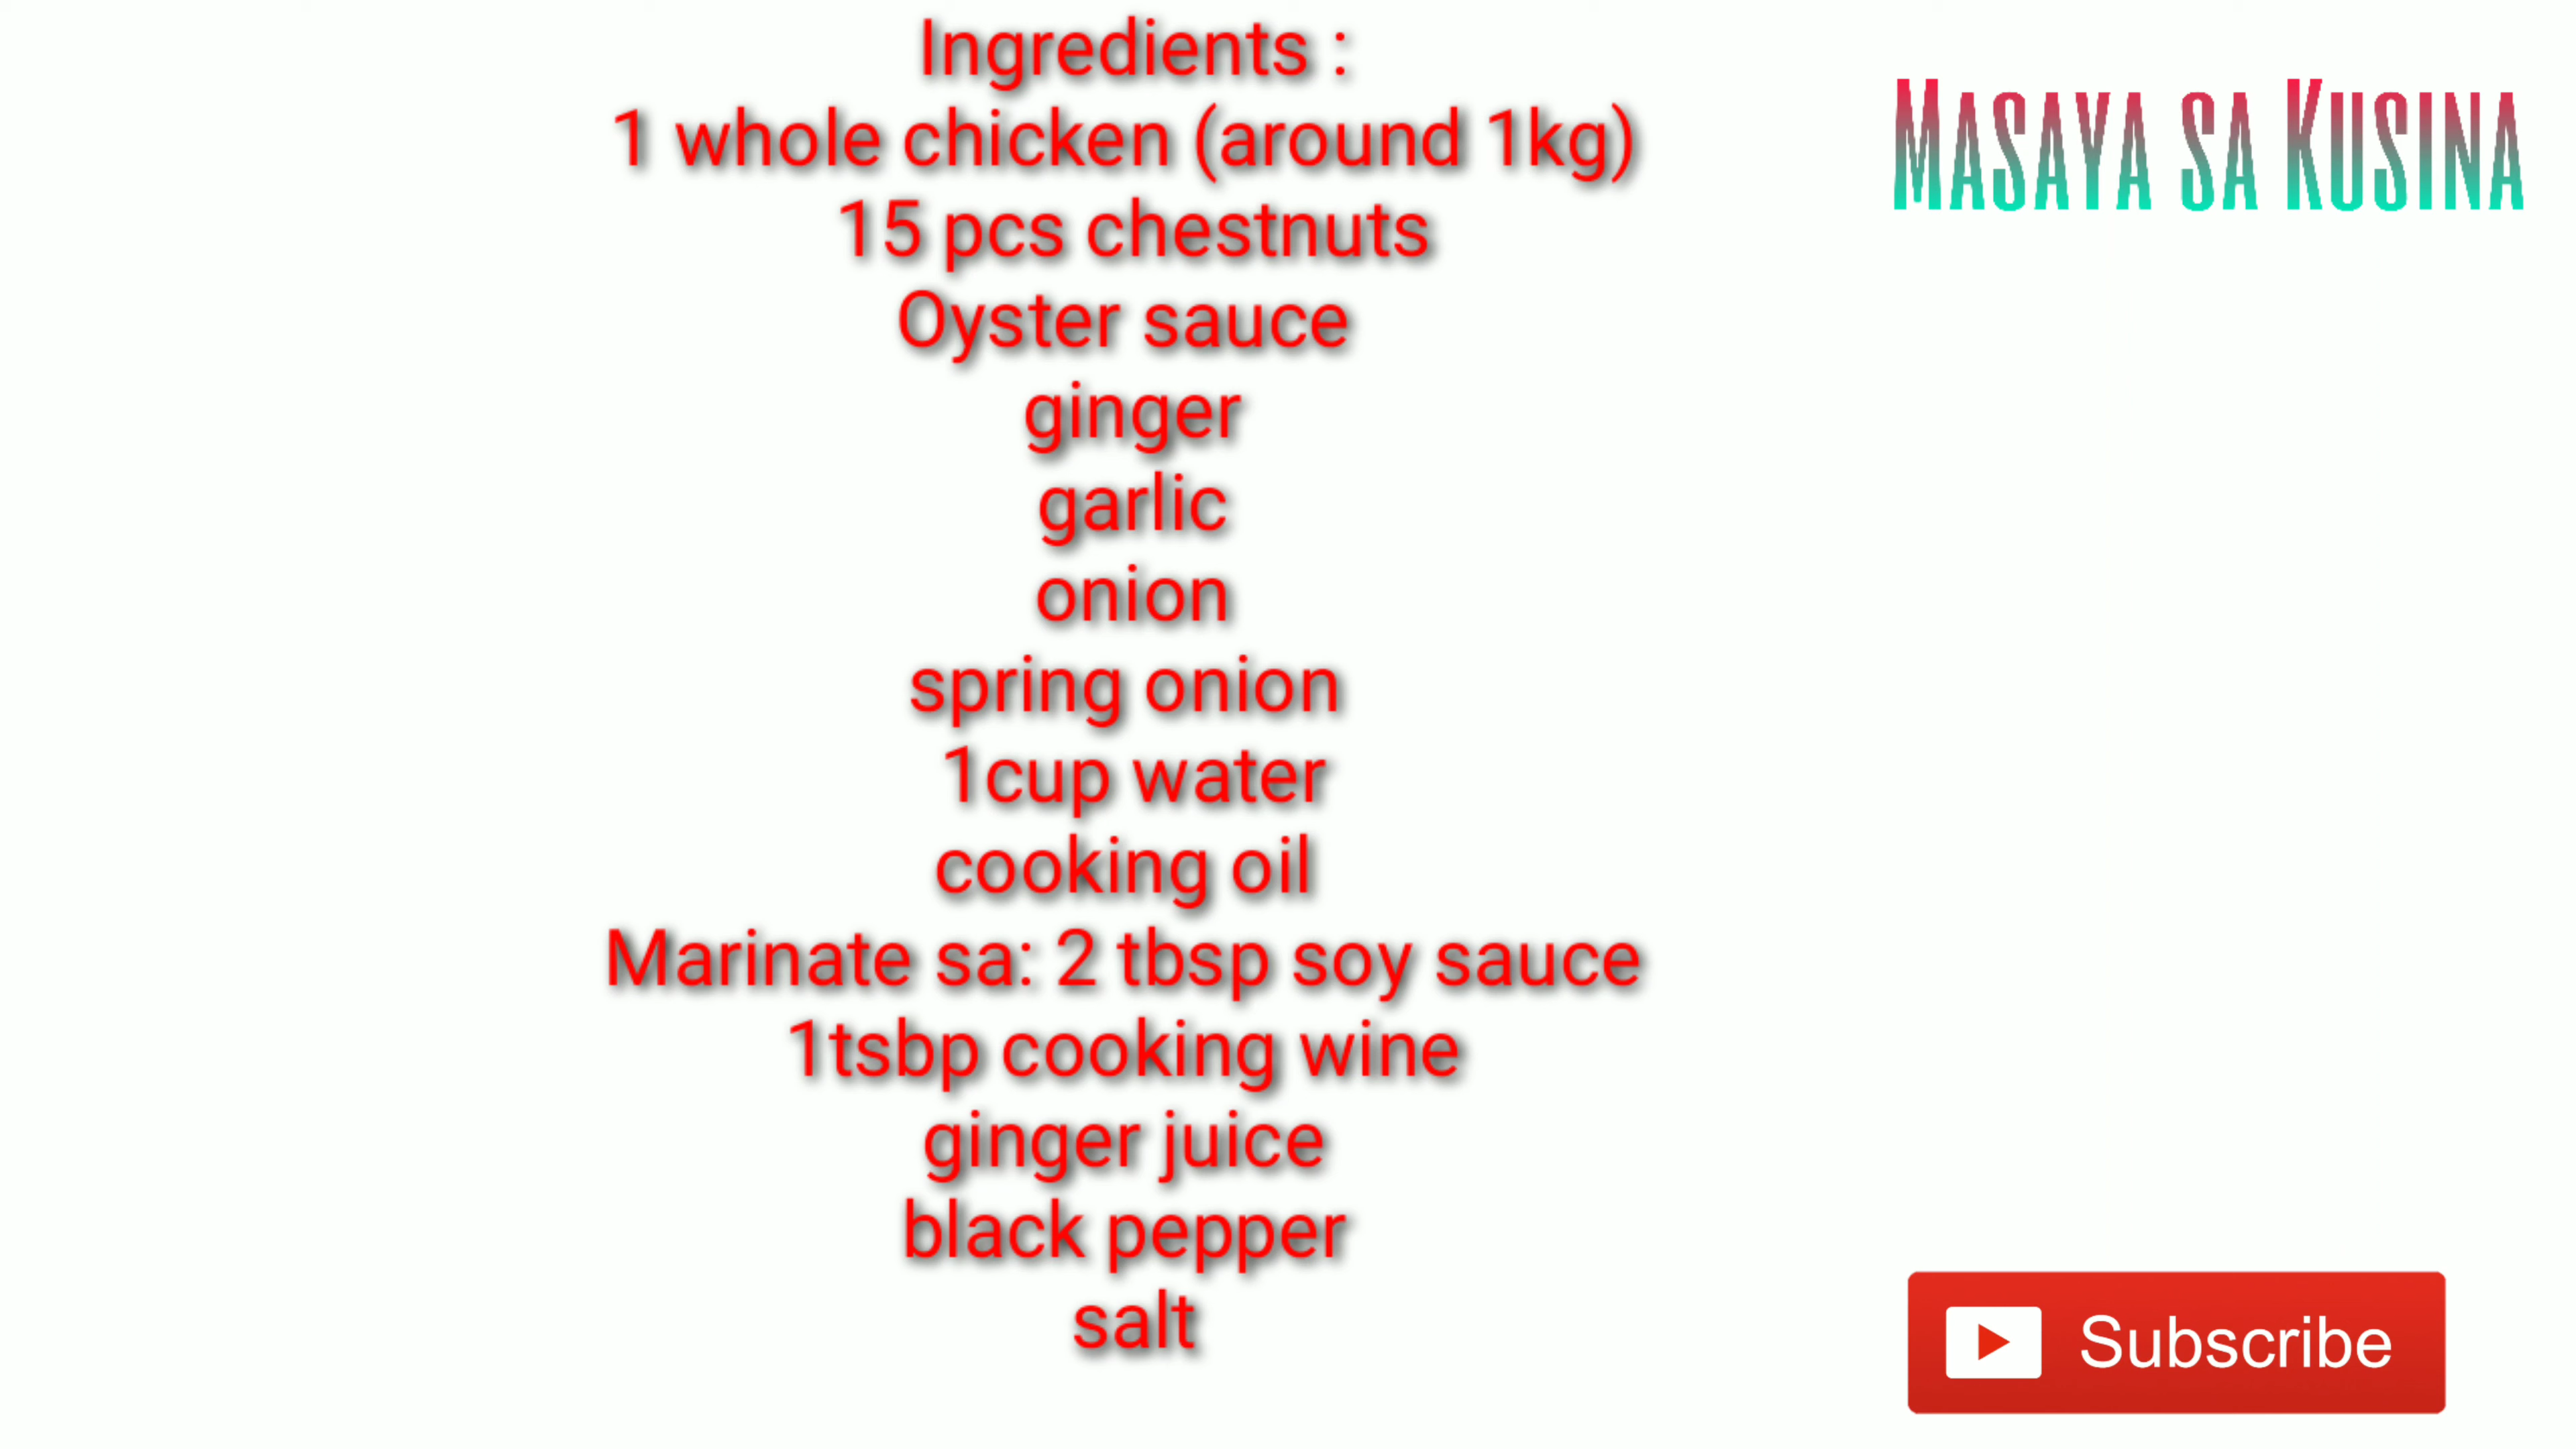 Ingredients :
1 whole chicken (around 1kg)
15 pcs chestnuts
Oyster sauce
ginger
garlic
onion
spring onion
1cup water
cooking oil
Marinate sa: 2 tbsp soy sauce
1tsbp cooking wine
ginger juice
black pepper
salt
MASAYA SA KUSINA
Subscribe